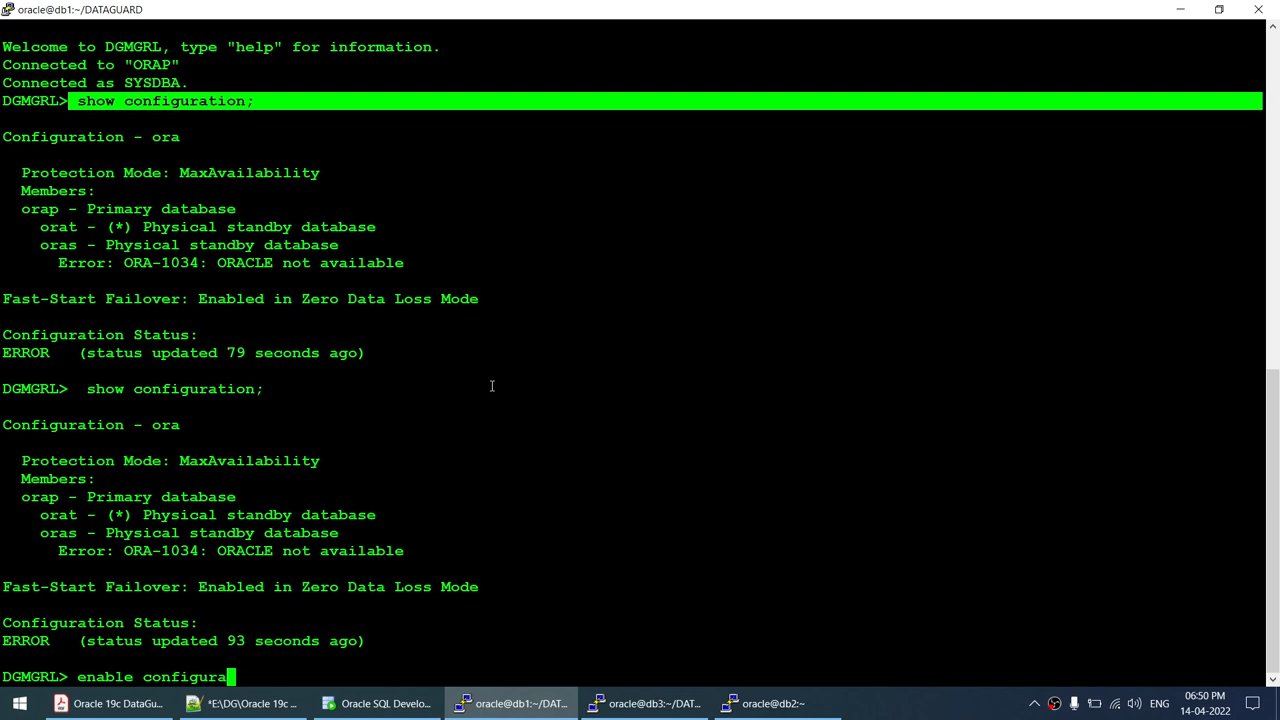 oracle@db1:~/DATAGUARD
Welcome to DGMGRL, type "help" for information.
Connected to "ORAP"
Connected as SYSDBA.
DGMGRL> show configuration;
Configuration - ora
Protection Mode: MaxAvailability
Members:
orap - Primary database
orat - (*) Physical standby database
oras - Physical standby database
Error: ORA-1034: ORACLE not available
Fast-Start Failover: Enabled in Zero Data Loss Mode
Configuration Status:
ERROR   (status updated 79 seconds ago)
DGMGRL>  show configuration;
Configuration - ora
Protection Mode: MaxAvailability
Members:
orap - Primary database
orat - (*) Physical standby database
oras - Physical standby database
Error: ORA-1034: ORACLE not available
Fast-Start Failover: Enabled in Zero Data Loss Mode
Configuration Status:
ERROR   (status updated 93 seconds ago)
DGMGRL> enable configura
Oracle 19c DataGu... *E\DG\Oracle 19c ... Oracle SQL Develo... oracle@db1:~/DAT... oracle@db3:~/DAT... oracle@db2:~ ENG 06:50 PM
14-04-2022